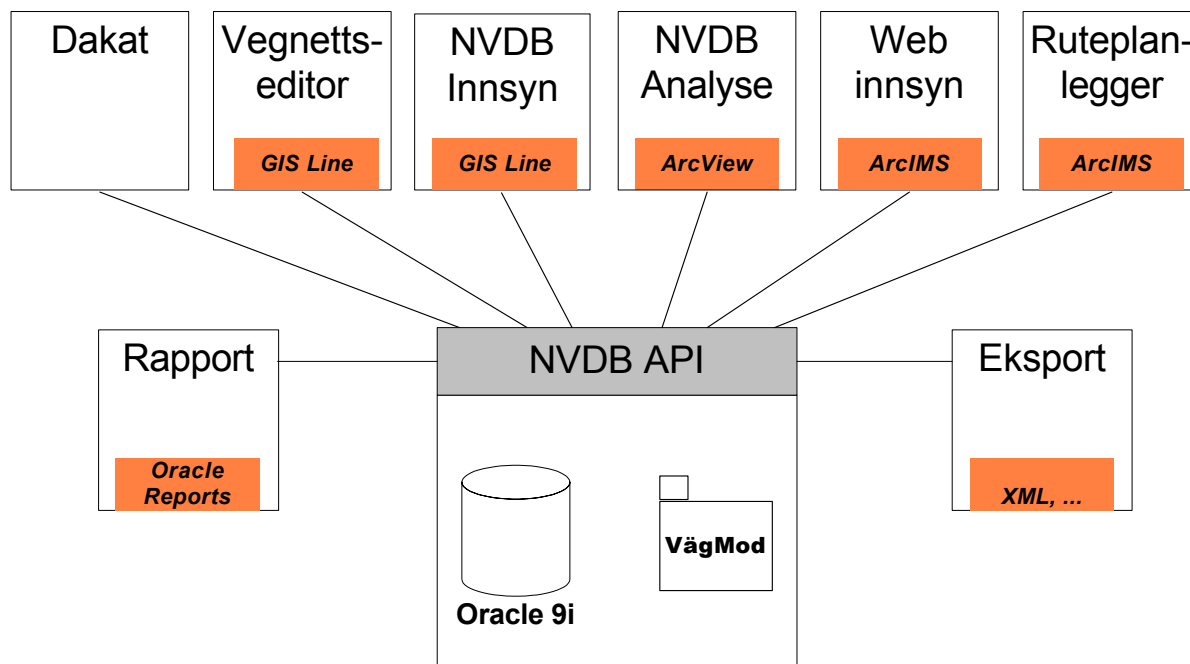 Dakat
Vegnetts-
editor
GIS Line
NVDB
Innsyn
GIS Line
NVDB
Analyse
ArcView
Web
innsyn
ArcIMS
Ruteplan-
legger
ArcIMS
Rapport
Oracle
Reports
NVDB API
Oracle 9i
VägMod
Eksport
XML, ...